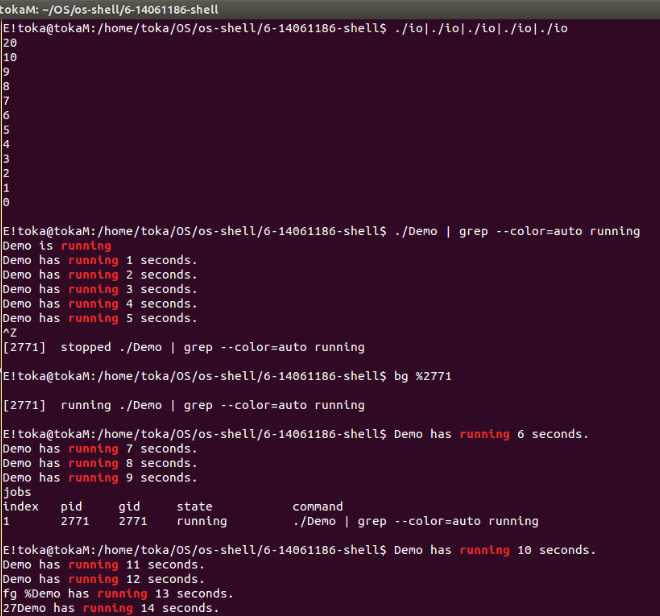 tokaM: ~/OS/os-shell/6-14061186-shell
E!toka@tokaM:/home/toka/OS/os-shell/6-14061186-shell$ ./io|./io|./io|./io|./io
20
10
9
8
7
6
5
4
3
2
1
0
E!toka@tokaM:/home/toka/OS/os-shell/6-14061186-shell$ ./Demo | grep --color=auto running
Demo is running
Demo has running 1 seconds.
Demo has running 2 seconds.
Demo has running 3 seconds.
Demo has running 4 seconds.
Demo has running 5 seconds.
^Z
[2771]  stopped ./Demo | grep --color=auto running
E!toka@tokaM:/home/toka/OS/os-shell/6-14061186-shell$ bg %2771
[2771]  running ./Demo | grep --color=auto running
E!toka@tokaM:/home/toka/OS/os-shell/6-14061186-shell$ Demo has running 6 seconds.
Demo has running 7 seconds.
Demo has running 8 seconds.
Demo has running 9 seconds.
jobs
index   pid     gid     state           command
1       2771    2771    running         ./Demo | grep --color=auto running
E!toka@tokaM:/home/toka/OS/os-shell/6-14061186-shell$ Demo has running 10 seconds.
Demo has running 11 seconds.
Demo has running 12 seconds.
fg %Demo has running 13 seconds.
27Demo has running 14 seconds.